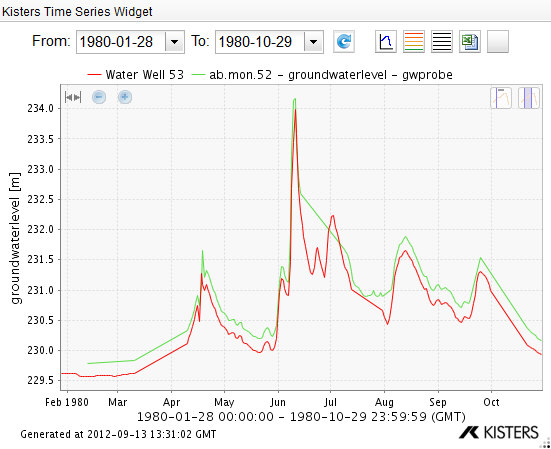 Kisters Time Series Widget
From: 1980-01-28 To: 1980-10-29
Water Well 53 ab.mon.52 - groundwaterlevel - gwprobe
234.0
233.5
233.0
232.5
232.0
231.5
231.0
230.5
230.0
229.5
groundwaterlevel [m]
Feb 1980 Mar Apr May Jun Jul Aug Sep Oct
1980-01-28 00:00:00 - 1980-10-29 23:59:59 (GMT)
Generated at 2012-09-13 13:31:02 GMT
KISTERS